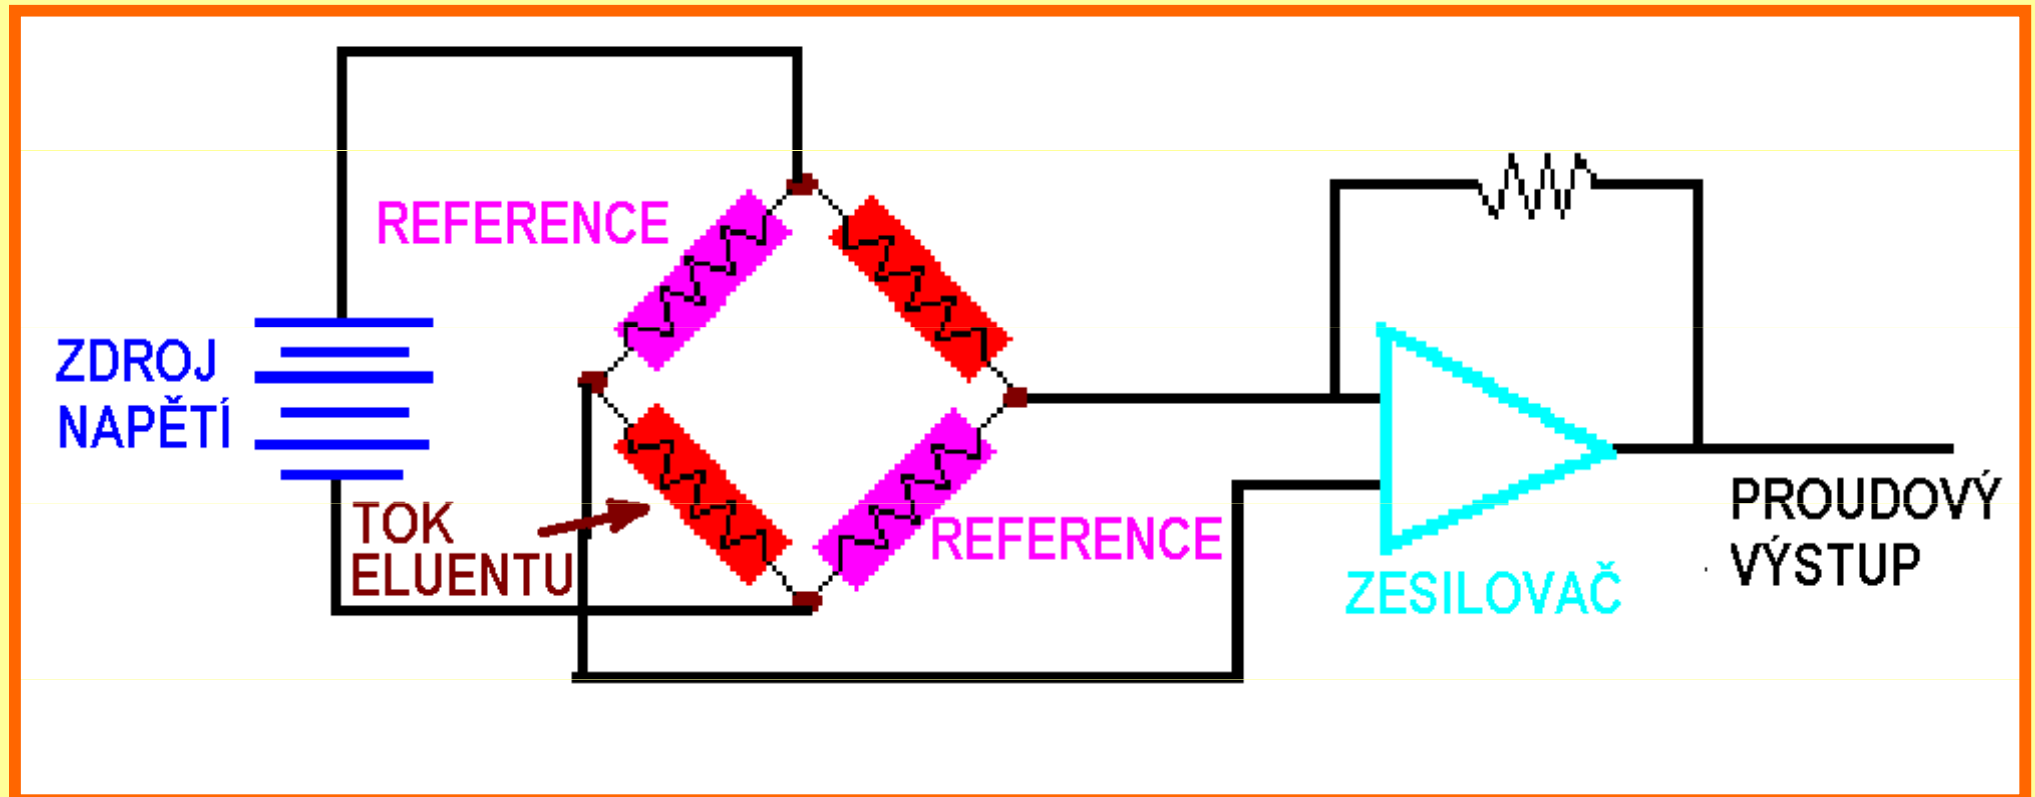 REFERENCE
ZDROJ
NAPĚTÍ
TOK
ELUENTU
REFERENCE
ZESILOVAČ
PROUDOVÝ
VÝSTUP